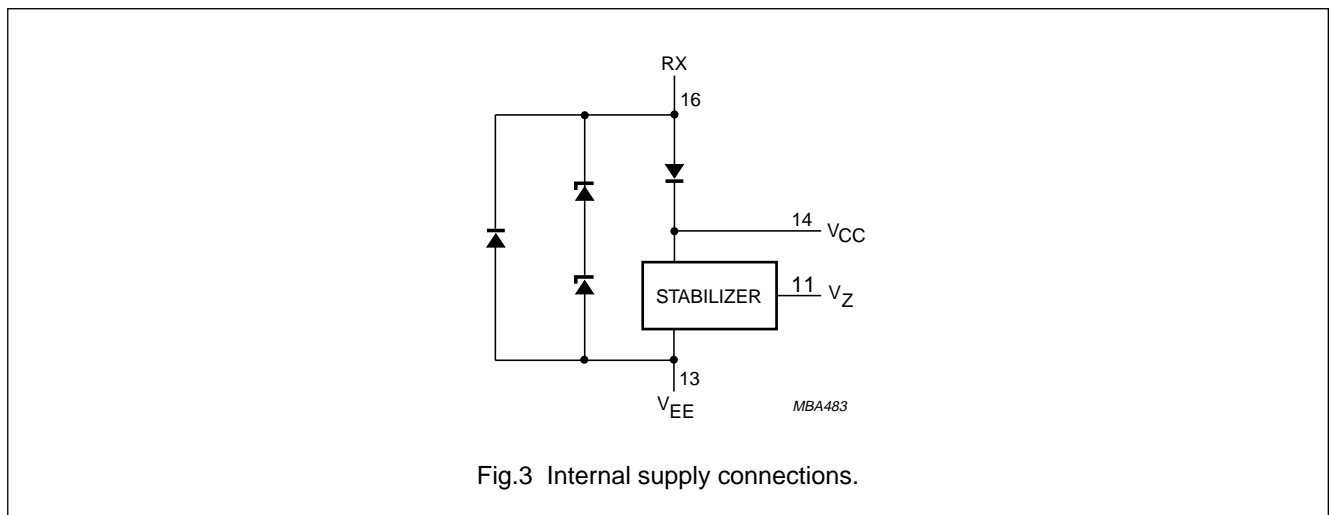 RX
16
14 VCC
STABILIZER
11 VZ
13
VEE
MBA483
Fig.3 Internal supply connections.